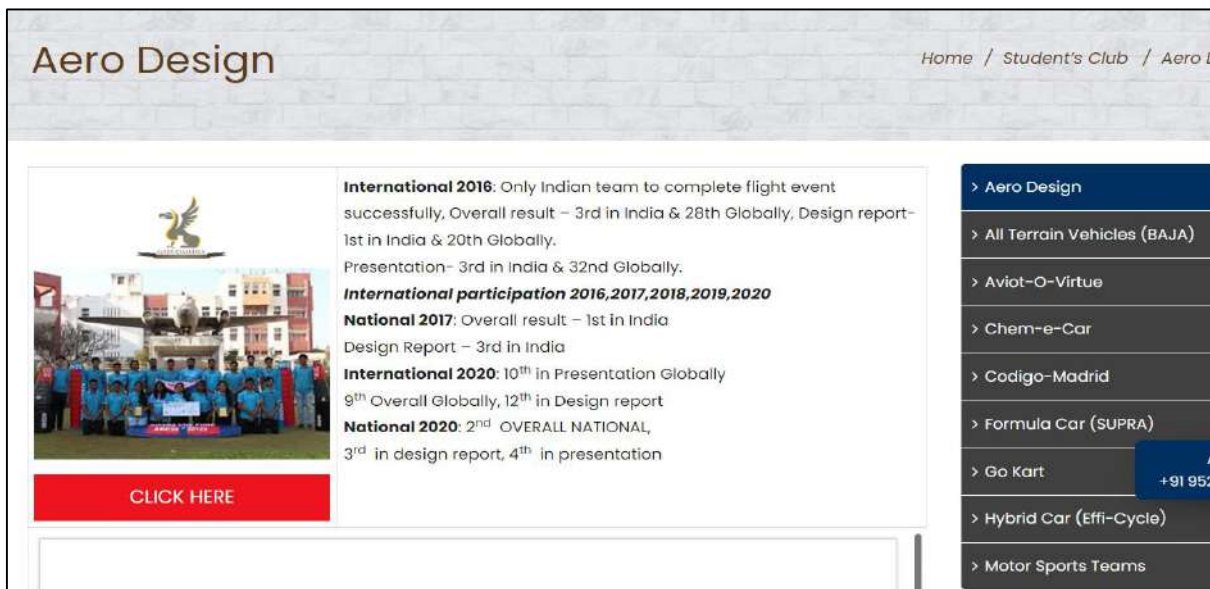 Aero Design
Home / Student's Club / Aero
International 2016: Only Indian team to complete flight event
successfully, Overall result – 3rd in India & 28th Globally, Design report-
1st in India & 20th Globally.
Presentation- 3rd in India & 32nd Globally.
International participation 2016,2017,2018,2019,2020
National 2017: Overall result – 1st in India
Design Report – 3rd in India
International 2020: 10th in Presentation Globally
9th Overall Globally, 12th in Design report
National 2020: 2nd OVERALL NATIONAL,
3rd in design report, 4th in presentation
CLICK HERE
> Aero Design
> All Terrain Vehicles (BAJA)
> Aviot-O-Virtue
> Chem-e-Car
> Codigo-Madrid
> Formula Car (SUPRA)
> Go Kart
+91 952
> Hybrid Car (Effi-Cycle)
> Motor Sports Teams